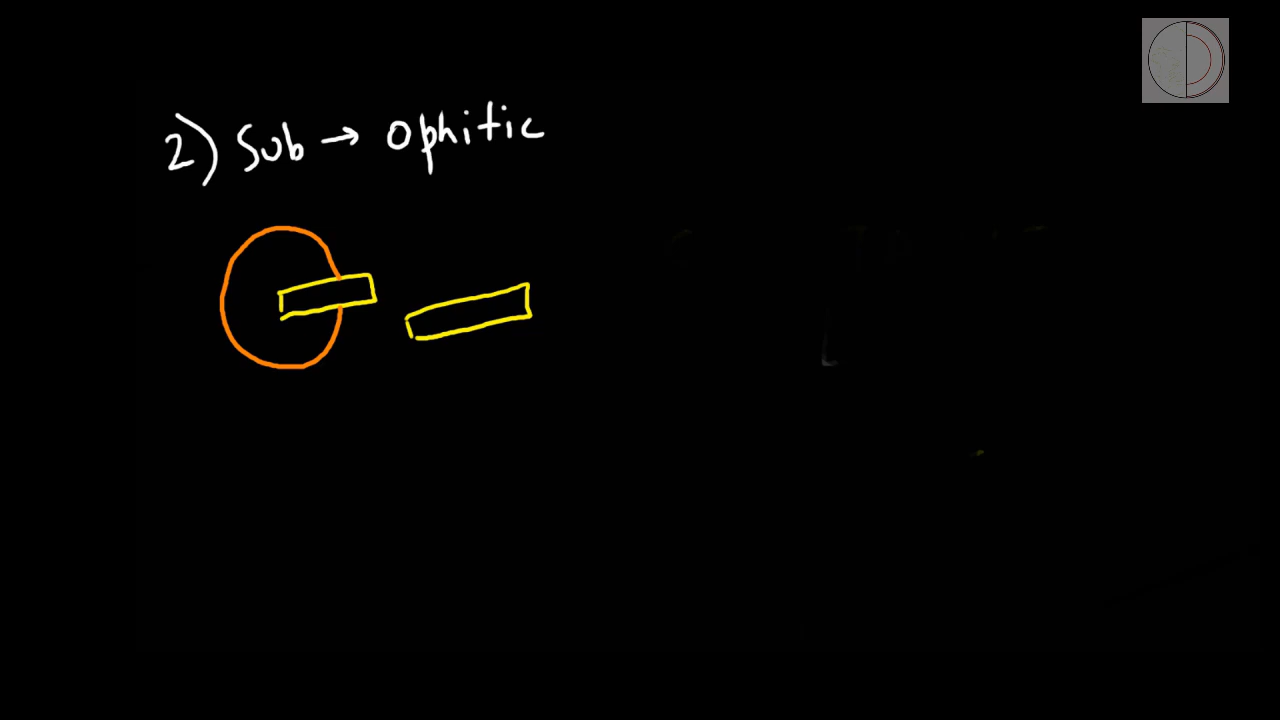 2) Sub → Ophitic